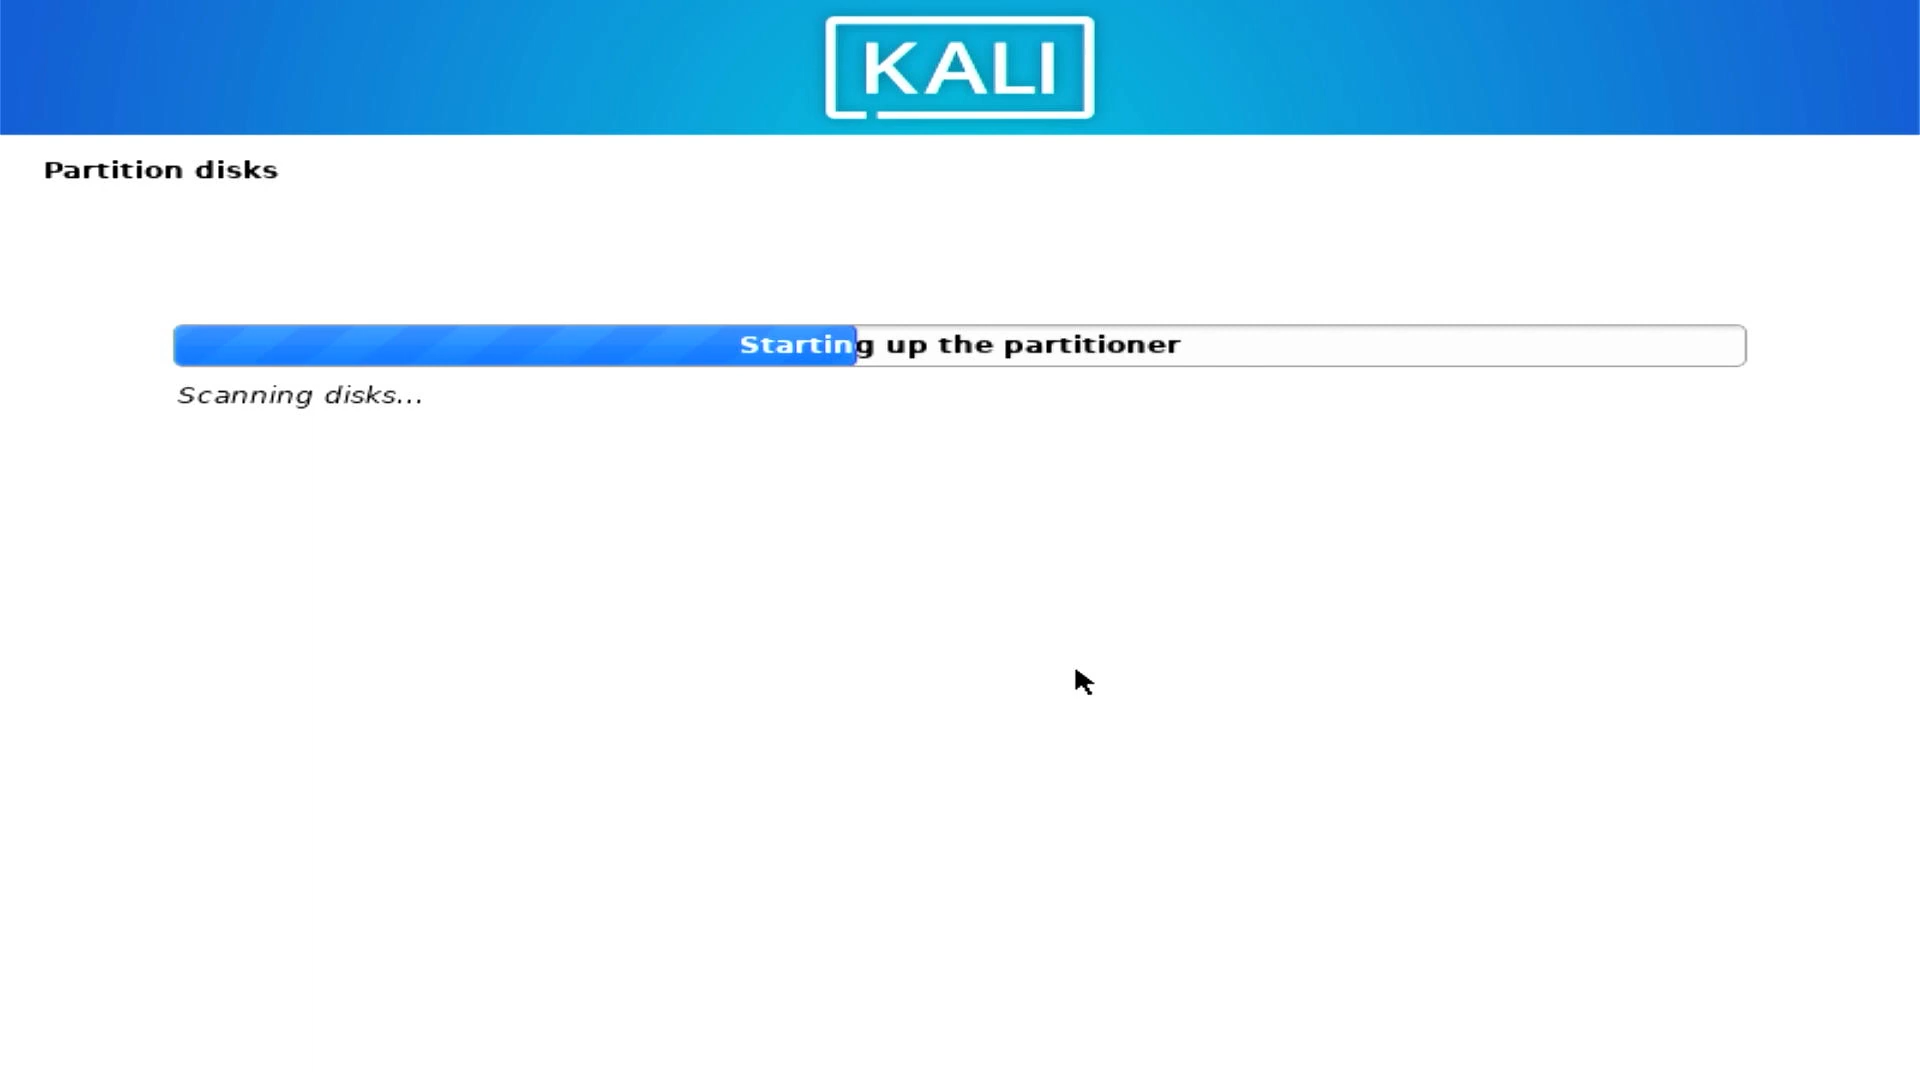 KALI
Partition disks
Starting up the partitioner
Scanning disks...